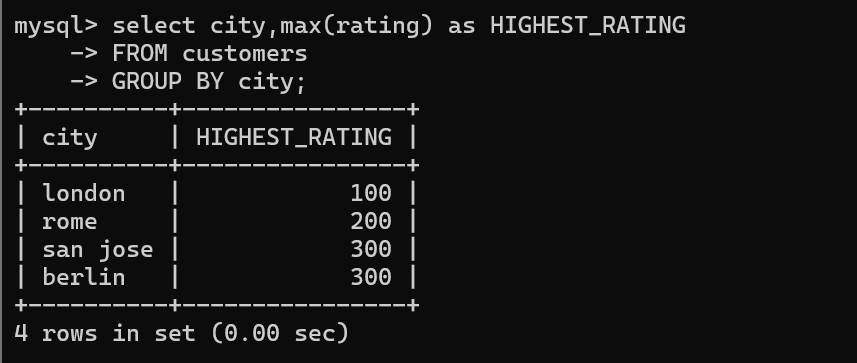 mysql> select city,max(rating) as HIGHEST_RATING
    -> FROM customers
    -> GROUP BY city;
+----------+----------------+
| city     | HIGHEST_RATING |
+----------+----------------+
| london   |            100 |
| rome     |            200 |
| san jose |            300 |
| berlin   |            300 |
+----------+----------------+
4 rows in set (0.00 sec)